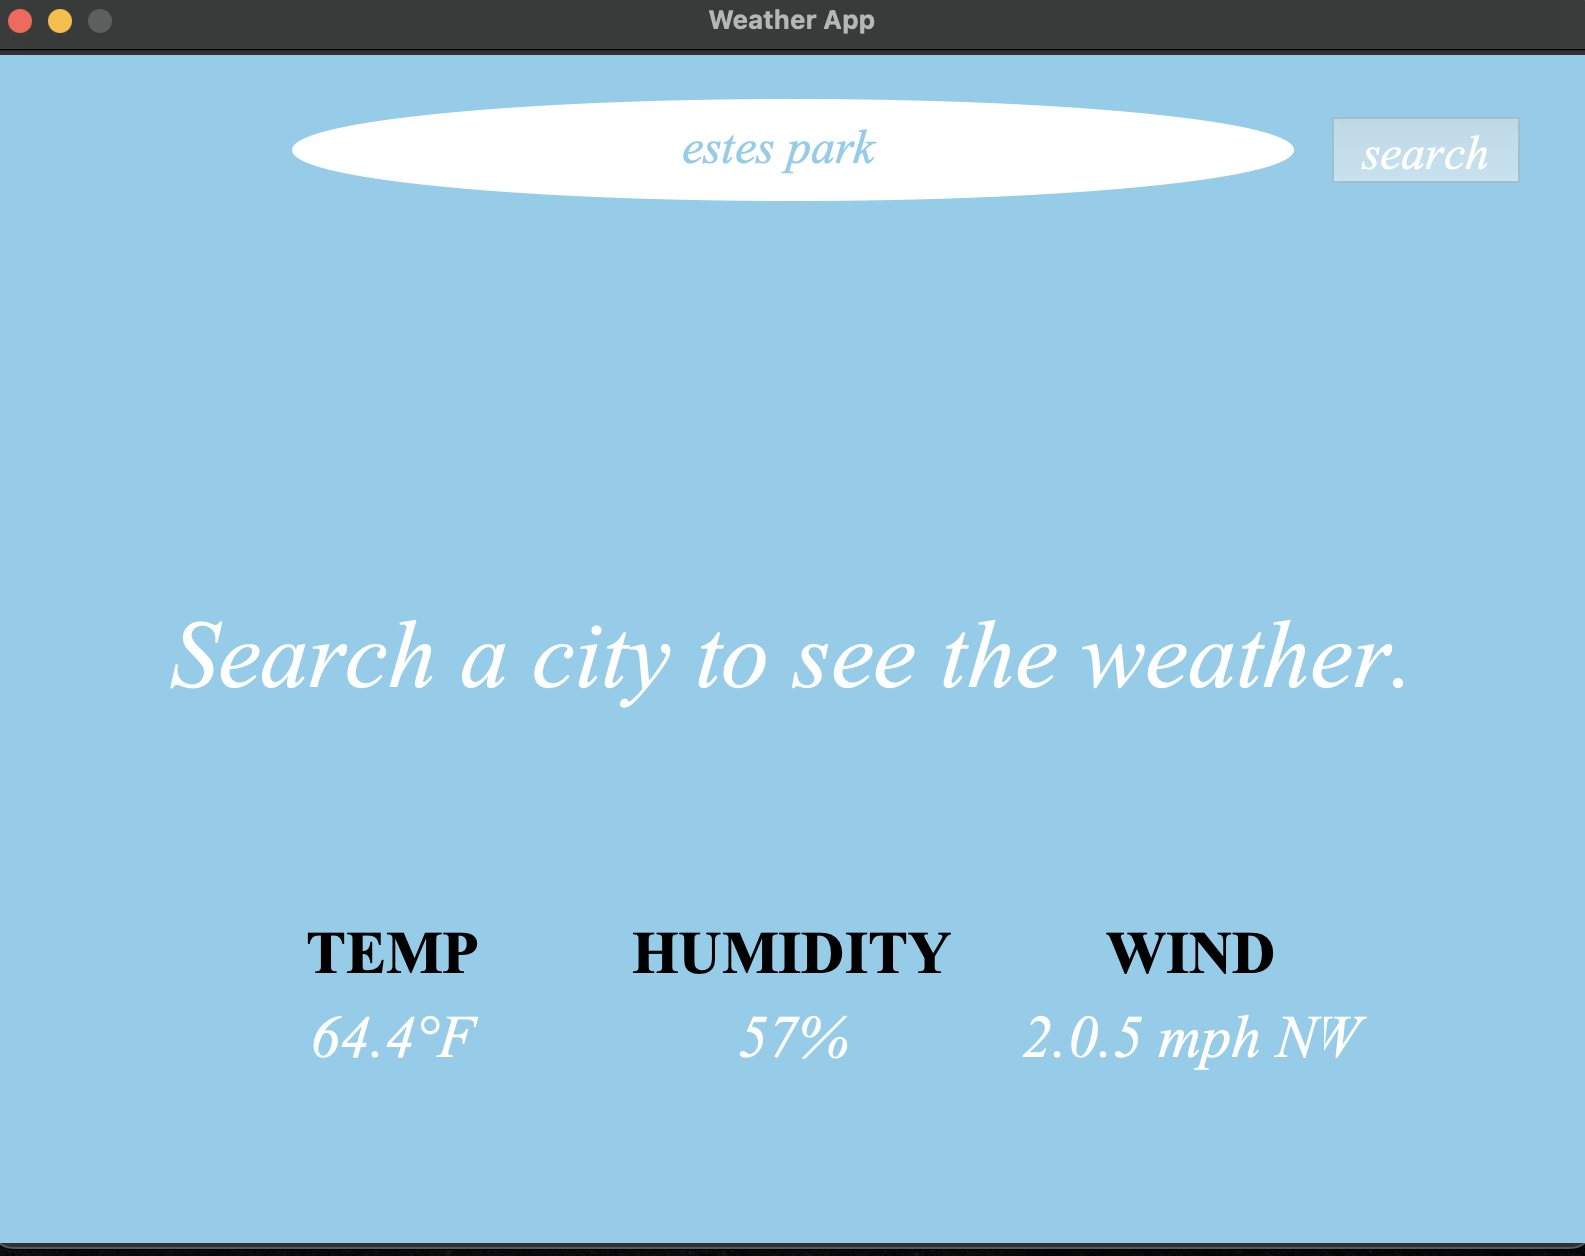 Weather App
estes park
search
Search a city to see the weather.
TEMP HUMIDITY WIND
64.4°F 57% 2.0.5 mph NW